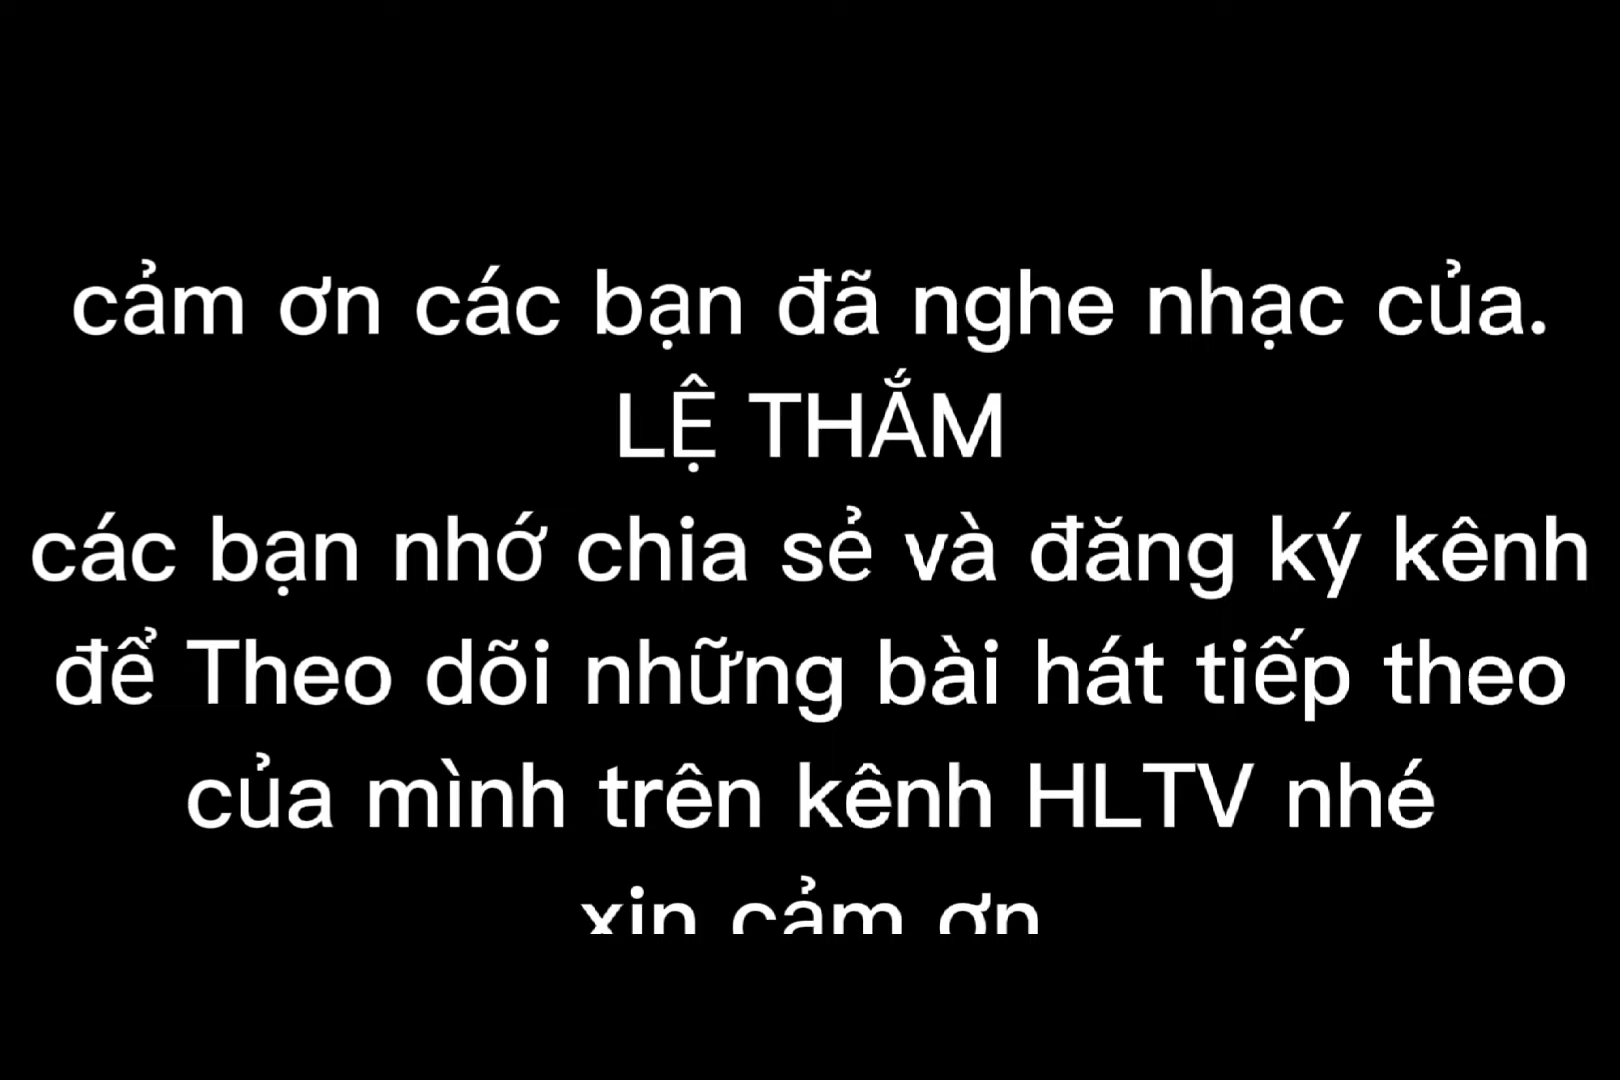 cảm ơn các bạn đã nghe nhạc của.
LỆ THẮM
các bạn nhớ chia sẻ và đăng ký kênh
để Theo dõi những bài hát tiếp theo
của mình trên kênh HLTV nhé
xin cảm ơn